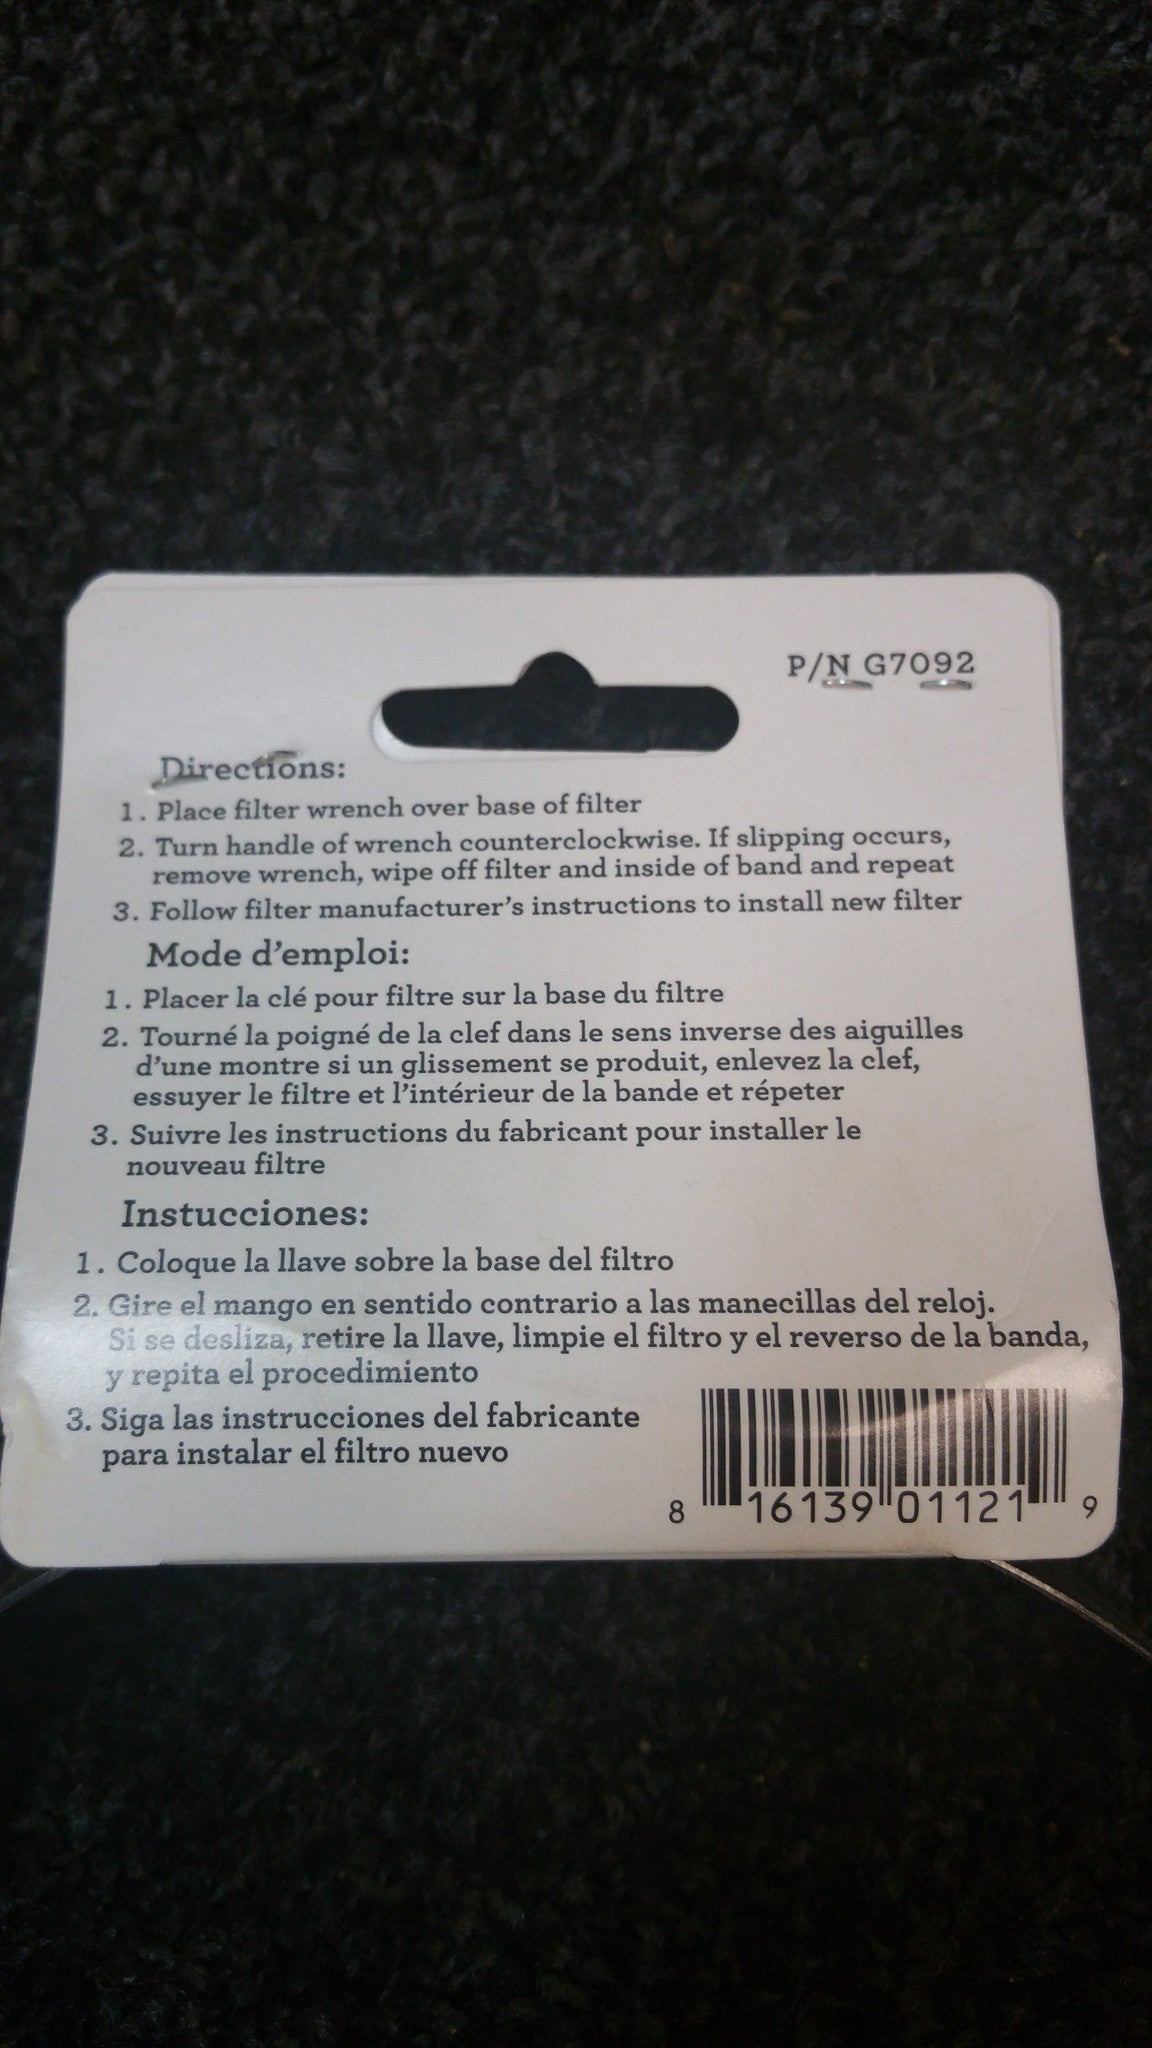 P/N G7092
Directions:
1. Place filter wrench over base of filter
2. Turn handle of wrench counterclockwise. If slipping occurs,
remove wrench, wipe off filter and inside of band and repeat
3. Follow filter manufacturer's instructions to install new filter
Mode d'emploi:
1. Placer la clé pour filtre sur la base du filtre
2. Tourné la poigné de la clef dans le sens inverse des aiguilles
d'une montre si un glissement se produit, enlevez la clef,
essuyer le filtre et l'intérieur de la bande et répeter
3. Suivre les instructions du fabricant pour installer le
nouveau filtre
Instucciones:
1. Coloque la llave sobre la base del filtro
2. Gire el mango en sentido contrario a las manecillas del reloj.
Si se desliza, retire la llave, limpie el filtro y el reverso de la banda,
y repita el procedimiento
3. Siga las instrucciones del fabricante
para instalar el filtro nuevo
8 16139 01121 9